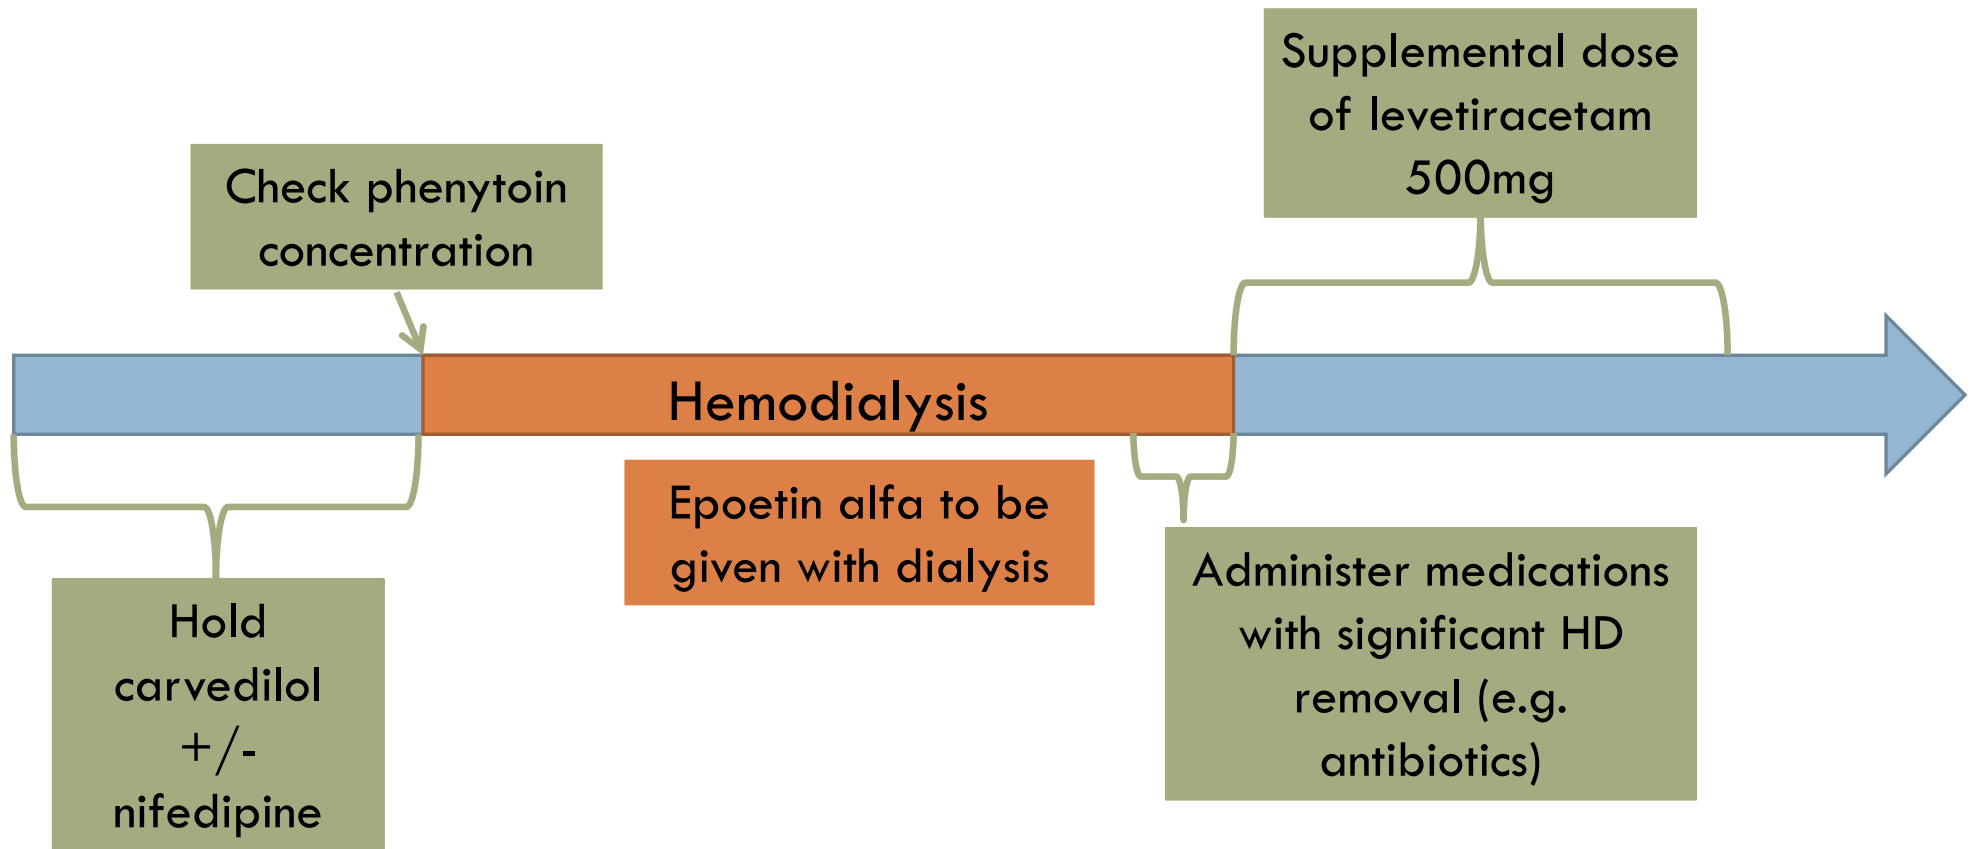 Supplemental dose
of levetiracetam
500mg
Check phenytoin
concentration
Hemodialysis
Epoetin alfa to be
given with dialysis
Administer medications
with significant HD
removal (e.g.
antibiotics)
Hold
carvedilol
+/-
nifedipine